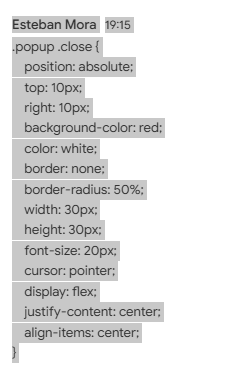 Esteban Mora 19:15
.popup .close {
    position: absolute;
    top: 10px;
    right: 10px;
    background-color: red;
    color: white;
    border: none;
    border-radius: 50%;
    width: 30px;
    height: 30px;
    font-size: 20px;
    cursor: pointer;
    display: flex;
    justify-content: center;
    align-items: center;
}